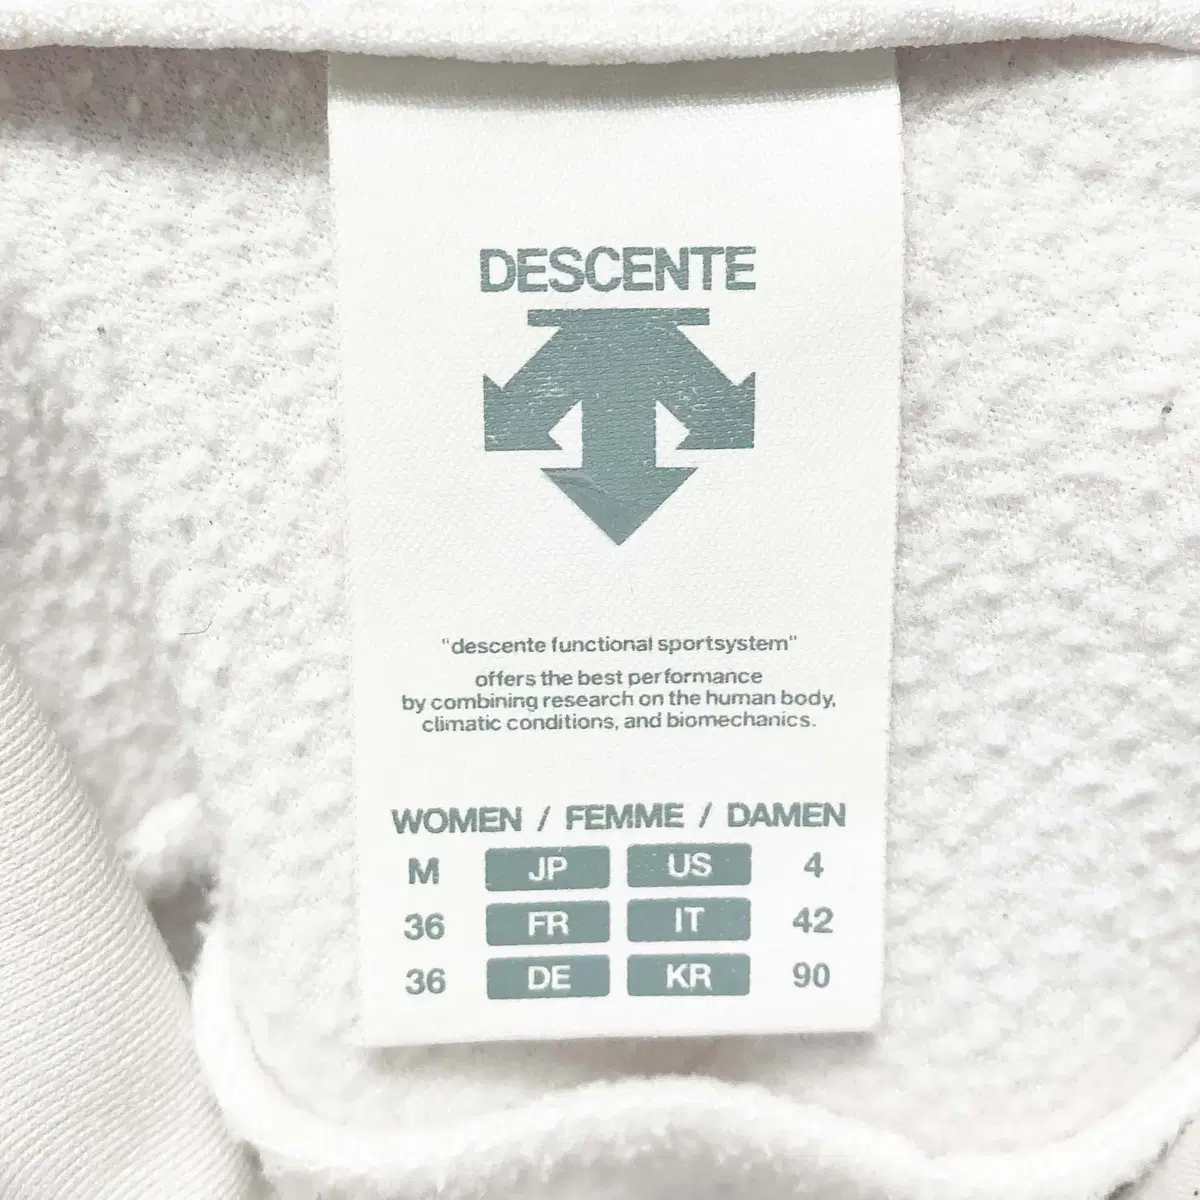 DESCENTE
"descente functional sportsystem"
offers the best performance
by combining research on the human body,
climatic conditions, and biomechanics.
WOMEN / FEMME / DAMEN
M JP US 4
36 FR IT 42
36 DE KR 90